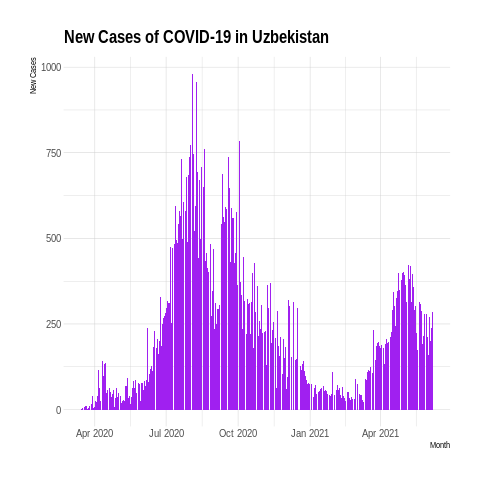 New Cases of COVID-19 in Uzbekistan
New Cases
1000
750
500
250
0
Apr 2020 Jul 2020 Oct 2020 Jan 2021 Apr 2021
Month